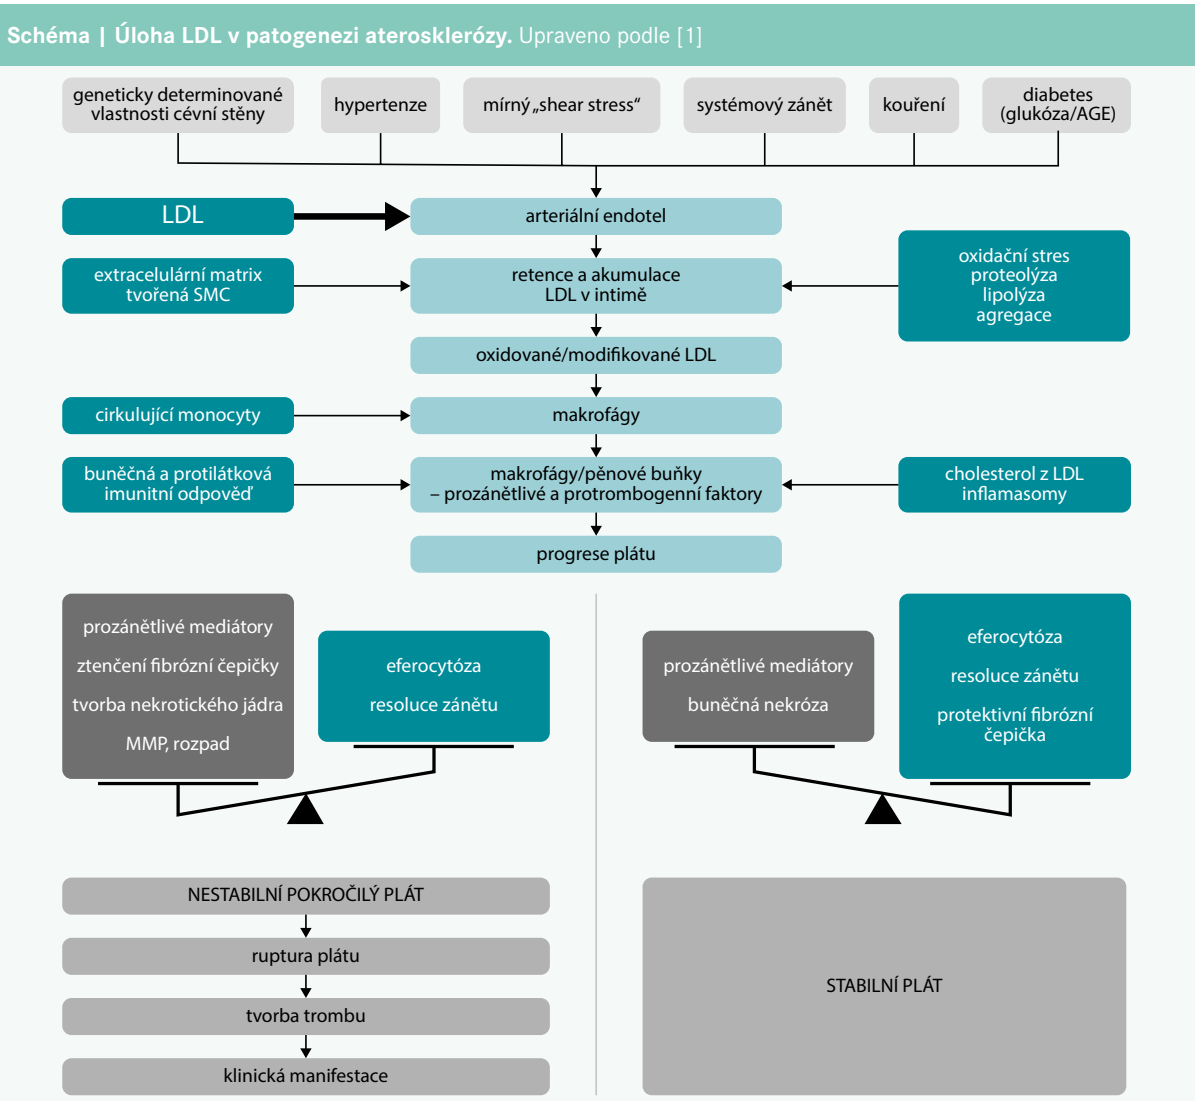 Schéma | Úloha LDL v patogenezi aterosklerózy. Upraveno podle [1]
geneticky determinované
vlastnosti cévní stěny
hypertenze
mírný „shear stress“
systémový zánět
kouření
diabetes
(glukóza/AGE)
LDL
arteriální endotel
extracelulární matrix
tvořená SMC
retence a akumulace
LDL v intimě
oxidační stres
proteolýza
lipolýza
agregace
oxidované/modifikované LDL
cirkulující monocyty
makrofágy
buněčná a protilátková
imunitní odpověď
makrofágy/pěnové buňky
– prozánětlivé a protrombogenní faktory
cholesterol z LDL
inflamasomy
progrese plátu
prozánětlivé mediátory
ztenčení fibrózní čepičky
tvorba nekrotického jádra
MMP, rozpad
eferocytóza
resoluce zánětu
prozánětlivé mediátory
buněčná nekróza
eferocytóza
resoluce zánětu
protektivní fibrózní
čepička
NESTABILNÍ POKROČILÝ PLÁT
ruptura plátu
tvorba trombu
klinická manifestace
STABILNÍ PLÁT